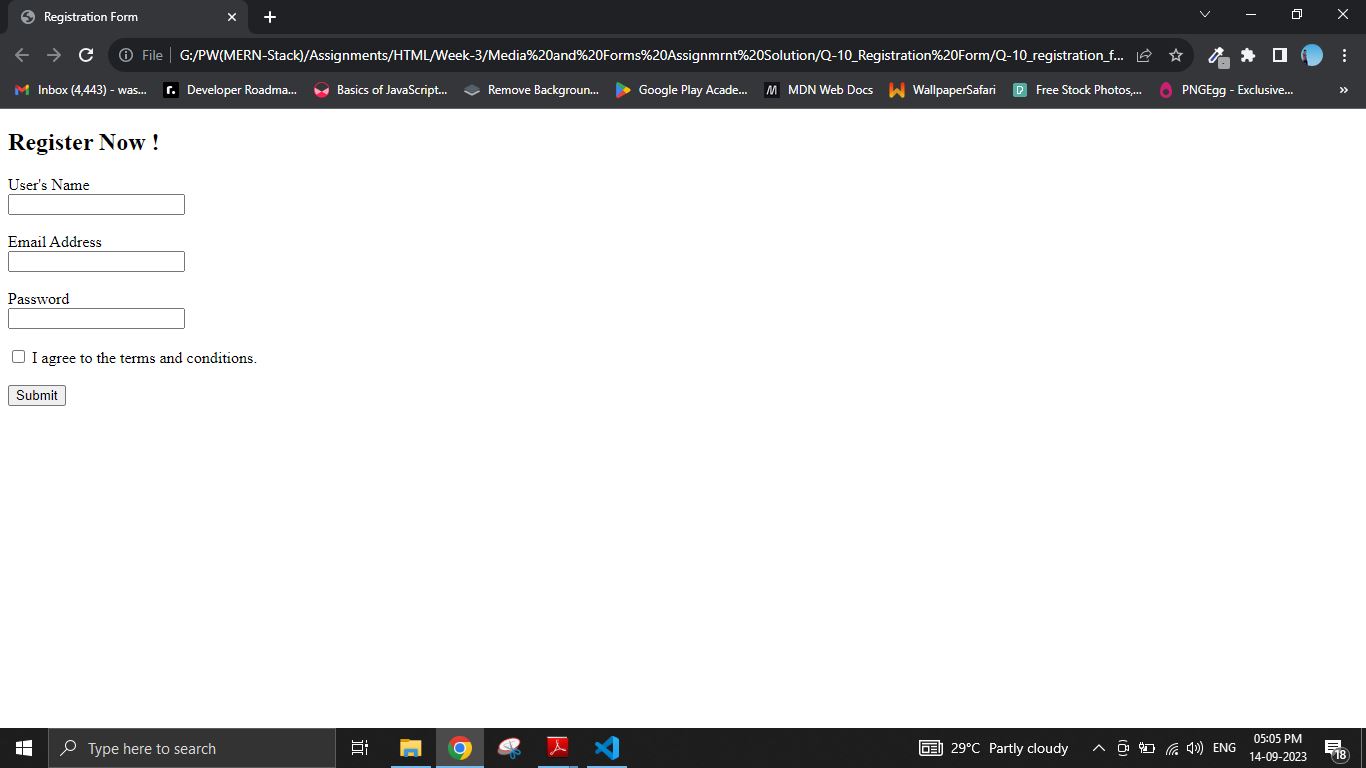 Registration Form
File
G:/PW(MERN-Stack)/Assignments/HTML/Week-3/Media%20and%20Forms%20Assignmrnt%20Solution/Q-10_Registration%20Form/Q-10_registration_f...
Inbox (4,443) - was... Developer Roadma... Basics of JavaScript... Remove Backgroun... Google Play Acade... MDN Web Docs WallpaperSafari Free Stock Photos,... PNGEgg - Exclusive... »
Register Now !
User's Name
Email Address
Password
I agree to the terms and conditions.
Submit
Type here to search
29°C Partly cloudy
ENG
05:05 PM
14-09-2023
18